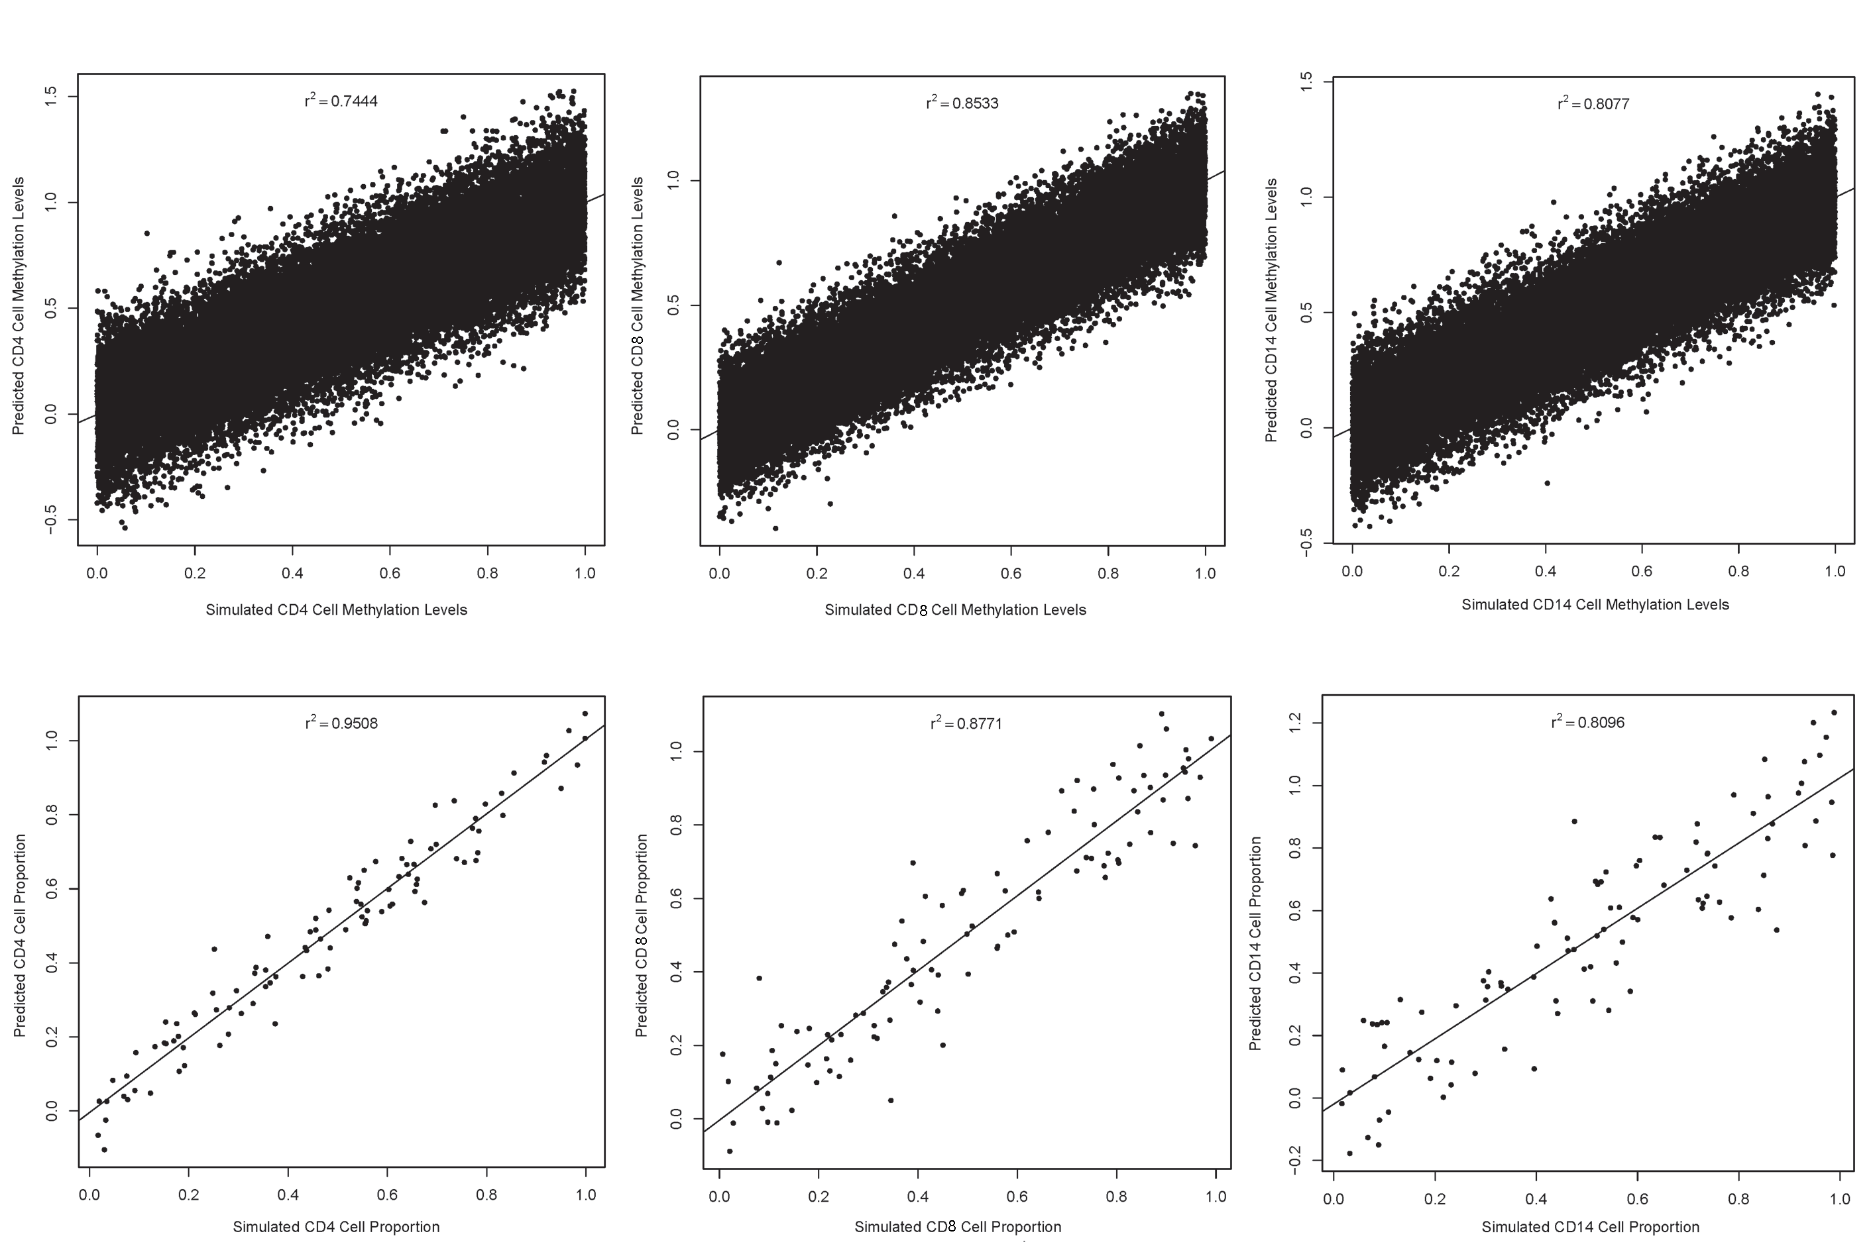 r² = 0.7444
1.5
1.0
0.5
0.0
−0.5
Predicted CD4 Cell Methylation Levels
0.0 0.2 0.4 0.6 0.8 1.0
Simulated CD4 Cell Methylation Levels
r² = 0.8533
1.0
0.5
0.0
Predicted CD8 Cell Methylation Levels
0.0 0.2 0.4 0.6 0.8 1.0
Simulated CD8 Cell Methylation Levels
r² = 0.8077
1.5
1.0
0.5
0.0
−0.5
Predicted CD14 Cell Methylation Levels
0.0 0.2 0.4 0.6 0.8 1.0
Simulated CD14 Cell Methylation Levels
r² = 0.9508
1.0
0.8
0.6
0.4
0.2
0.0
Predicted CD4 Cell Proportion
0.0 0.2 0.4 0.6 0.8 1.0
Simulated CD4 Cell Proportion
r² = 0.8771
1.0
0.8
0.6
0.4
0.2
0.0
Predicted CD8 Cell Proportion
0.0 0.2 0.4 0.6 0.8 1.0
Simulated CD8 Cell Proportion
r² = 0.8096
1.2
1.0
0.8
0.6
0.4
0.2
0.0
−0.2
Predicted CD14 Cell Proportion
0.0 0.2 0.4 0.6 0.8 1.0
Simulated CD14 Cell Proportion